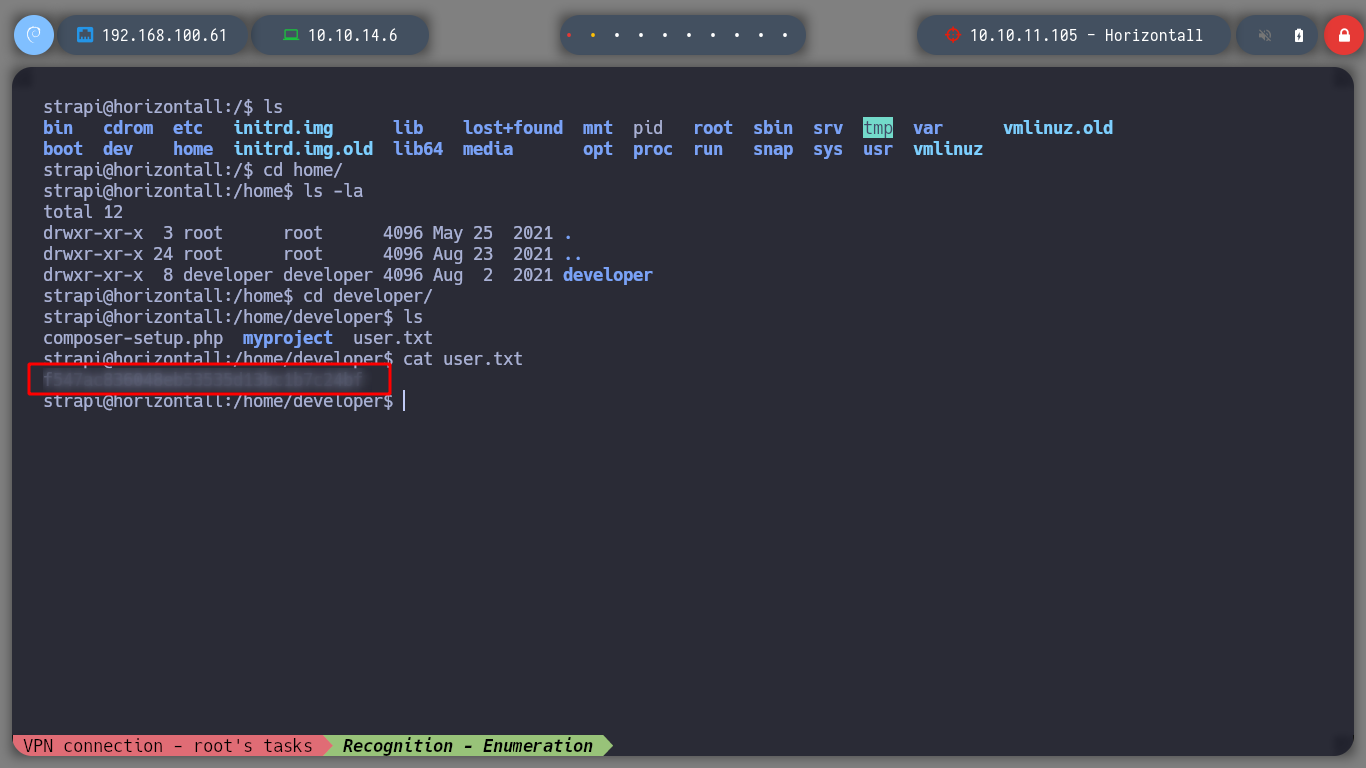 192.168.100.61 10.10.14.6 10.10.11.105 - Horizontall
strapi@horizontall:/$ ls
bin cdrom etc initrd.img lib lost+found mnt pid root sbin srv tmp var vmlinuz.old
boot dev home initrd.img.old lib64 media opt proc run snap sys usr vmlinuz
strapi@horizontall:/$ cd home/
strapi@horizontall:/home$ ls -la
total 12
drwxr-xr-x 3 root root 4096 May 25 2021 .
drwxr-xr-x 24 root root 4096 Aug 23 2021 ..
drwxr-xr-x 8 developer developer 4096 Aug 2 2021 developer
strapi@horizontall:/home$ cd developer/
strapi@horizontall:/home/developer$ ls
composer-setup.php myproject user.txt
strapi@horizontall:/home/developer$ cat user.txt
strapi@horizontall:/home/developer$
VPN connection - root's tasks Recognition - Enumeration